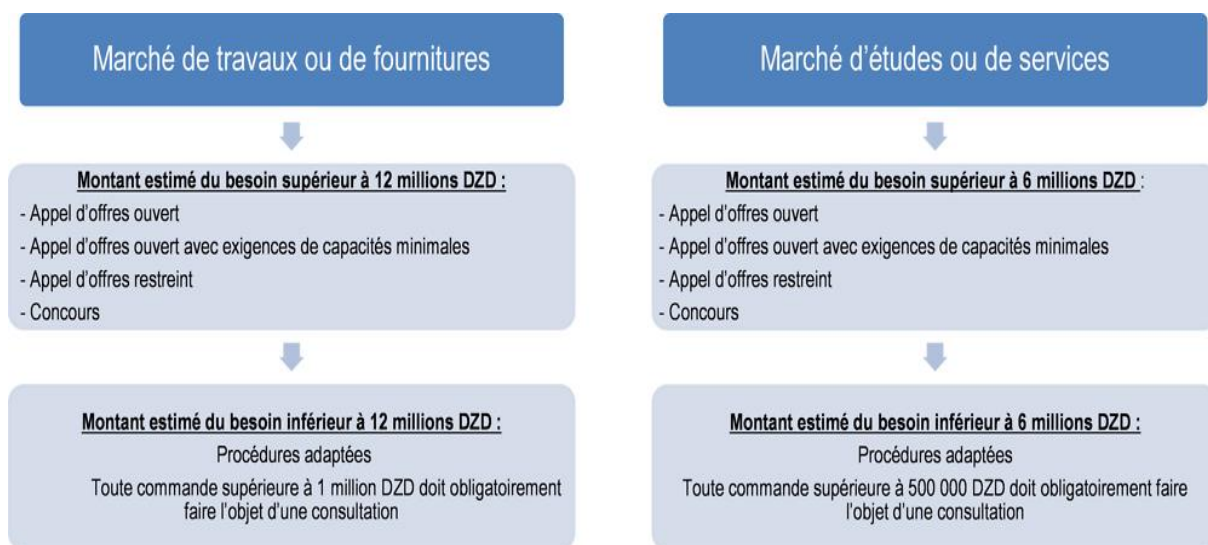 Marché de travaux ou de fournitures
Montant estimé du besoin supérieur à 12 millions DZD :
- Appel d'offres ouvert
- Appel d'offres ouvert avec exigences de capacités minimales
- Appel d'offres restreint
- Concours
Montant estimé du besoin inférieur à 12 millions DZD :
Procédures adaptées
Toute commande supérieure à 1 million DZD doit obligatoirement
faire l'objet d'une consultation
Marché d'études ou de services
Montant estimé du besoin supérieur à 6 millions DZD :
- Appel d'offres ouvert
- Appel d'offres ouvert avec exigences de capacités minimales
- Appel d'offres restreint
- Concours
Montant estimé du besoin inférieur à 6 millions DZD :
Procédures adaptées
Toute commande supérieure à 500 000 DZD doit obligatoirement faire
l'objet d'une consultation